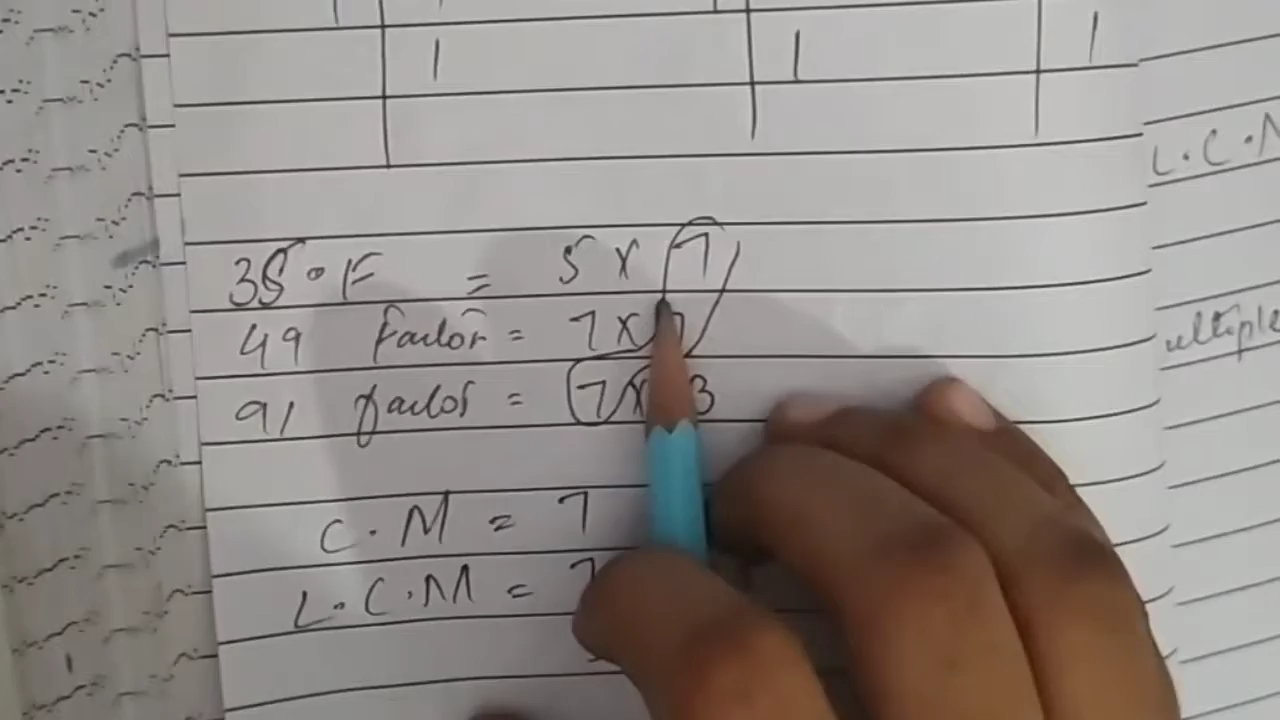 1 1 1
L.C.M
35.F = 5 x 7
49 Factor = 7 x 7
ultiple
91 factor = 7 x 3
C.M = 7
L.C.M = 7